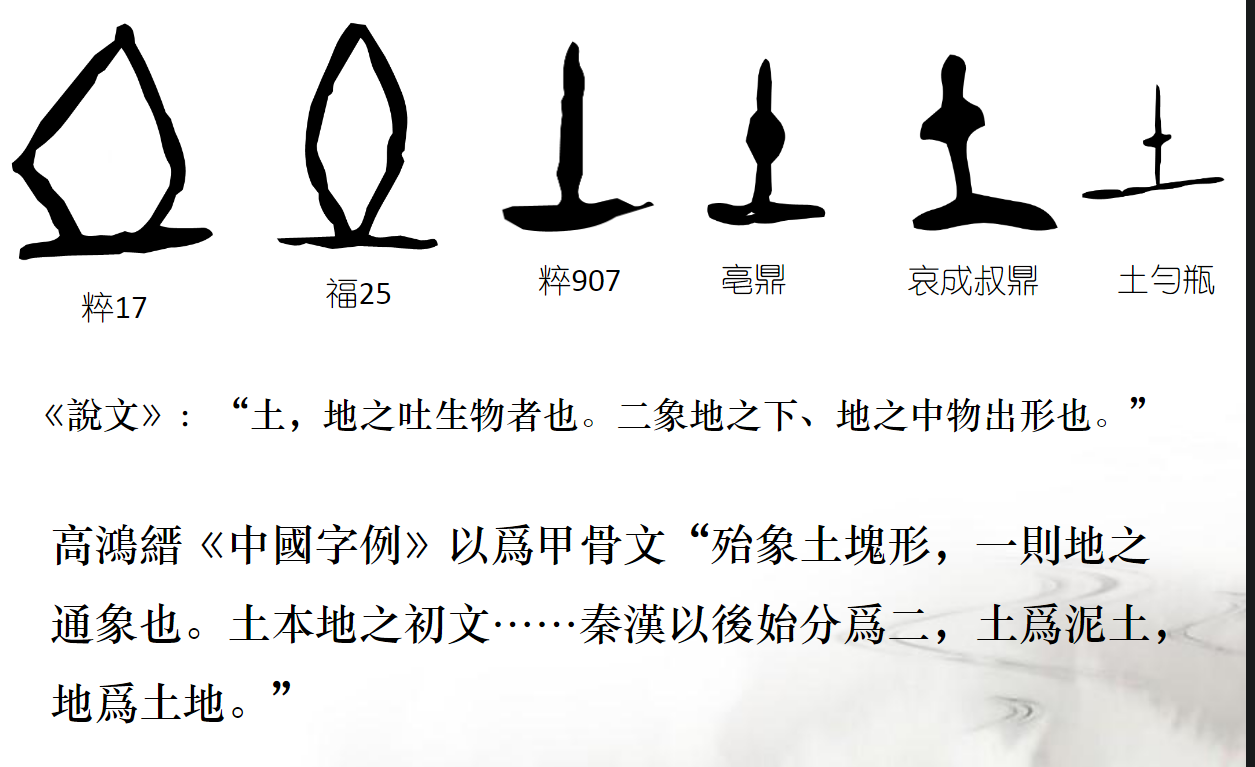 粹17 福25 粹907 亳鼎 哀成叔鼎 土勻瓶
《說文》：“土，地之吐生物者也。二象地之下、地之中物出形也。”
高鴻縉《中國字例》以爲甲骨文“殆象土塊形，一則地之
通象也。土本地之初文……秦漢以後始分爲二，土爲泥土，
地爲土地。”